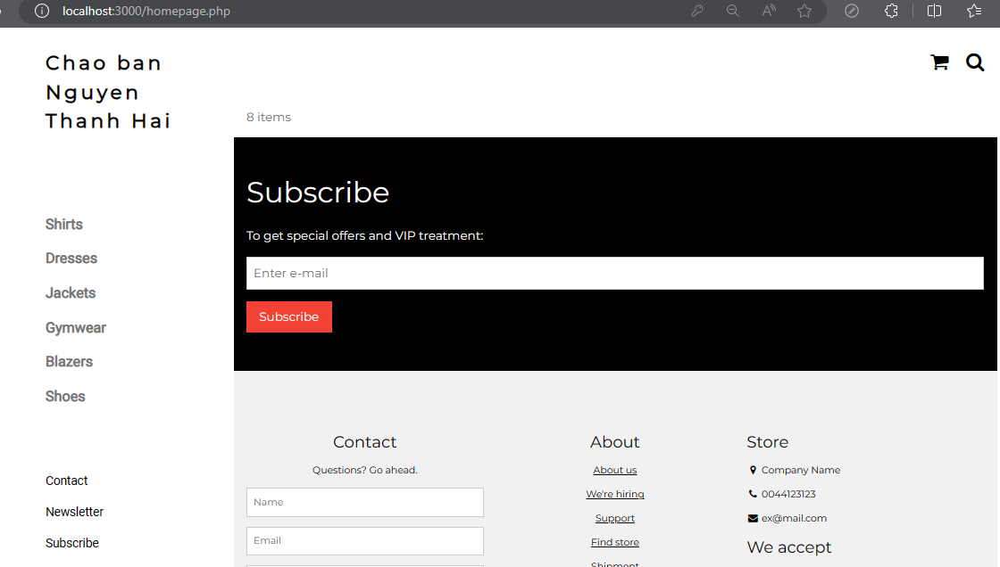 localhost:3000/homepage.php
Chao ban
Nguyen
Thanh Hai
8 items
Shirts
Dresses
Jackets
Gymwear
Blazers
Shoes
Contact
Newsletter
Subscribe
Subscribe
To get special offers and VIP treatment:
Enter e-mail
Subscribe
Contact
Questions? Go ahead.
Name
Email
About
About us
We're hiring
Support
Find store
Shipment
Store
Company Name
0044123123
ex@mail.com
We accept